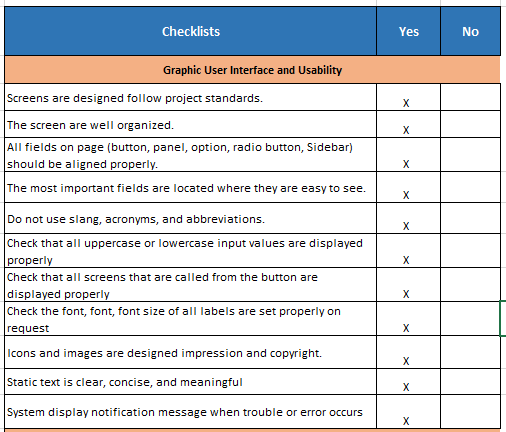 Checklists Yes No
Graphic User Interface and Usability
Screens are designed follow project standards. X
The screen are well organized. X
All fields on page (button, panel, option, radio button, Sidebar)
should be aligned properly. X
The most important fields are located where they are easy to see. X
Do not use slang, acronyms, and abbreviations. X
Check that all uppercase or lowercase input values are displayed
properly X
Check that all screens that are called from the button are
displayed properly X
Check the font, font, font size of all labels are set properly on
request X
Icons and images are designed impression and copyright. X
Static text is clear, concise, and meaningful X
System display notification message when trouble or error occurs X